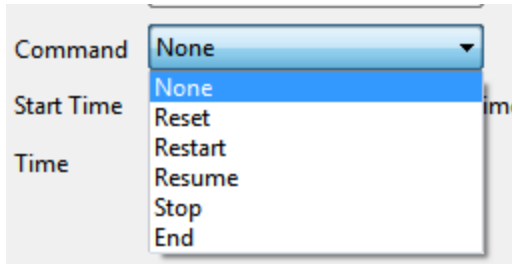 Command None
None
Start Time
Reset
Restart
Time
Resume
Stop
End